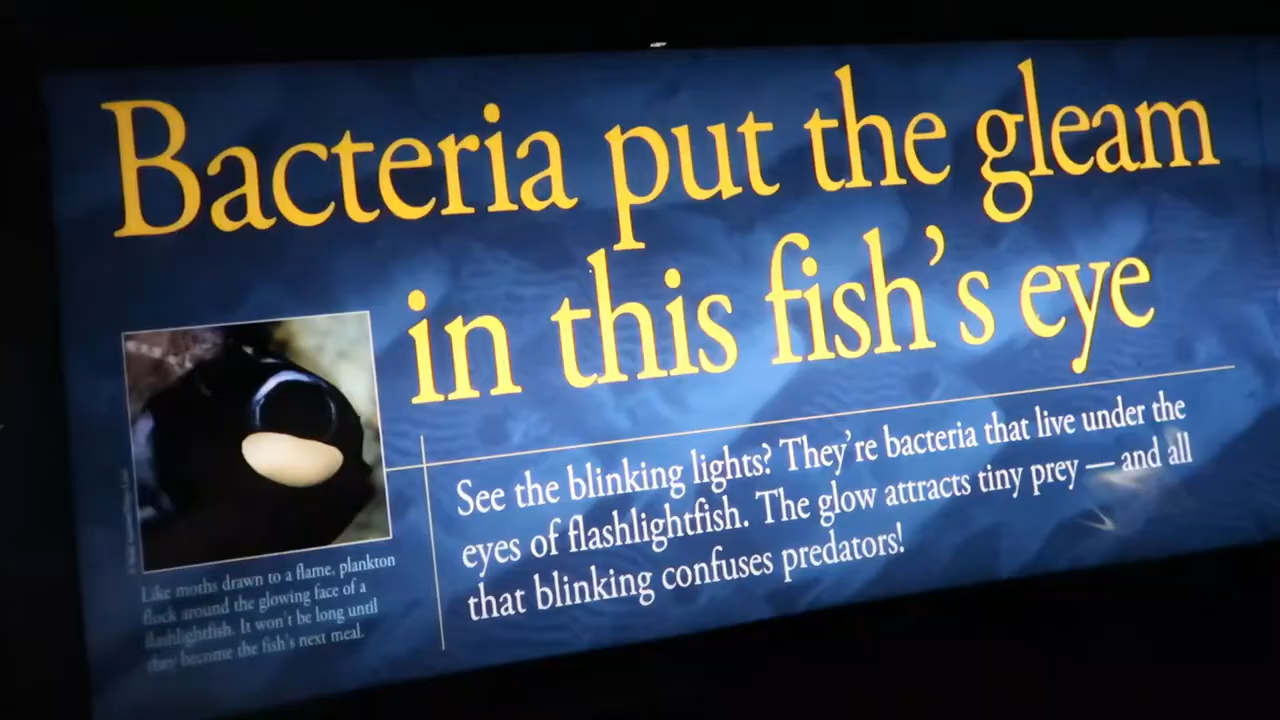 Bacteria put the gleam
in this fish's eye
See the blinking lights? They're bacteria that live under the
eyes of flashlightfish. The glow attracts tiny prey — and all
that blinking confuses predators!
Like moths drawn to a flame, plankton
flock around the glowing face of a
flashlightfish. It won't be long until
they become the fish's next meal.